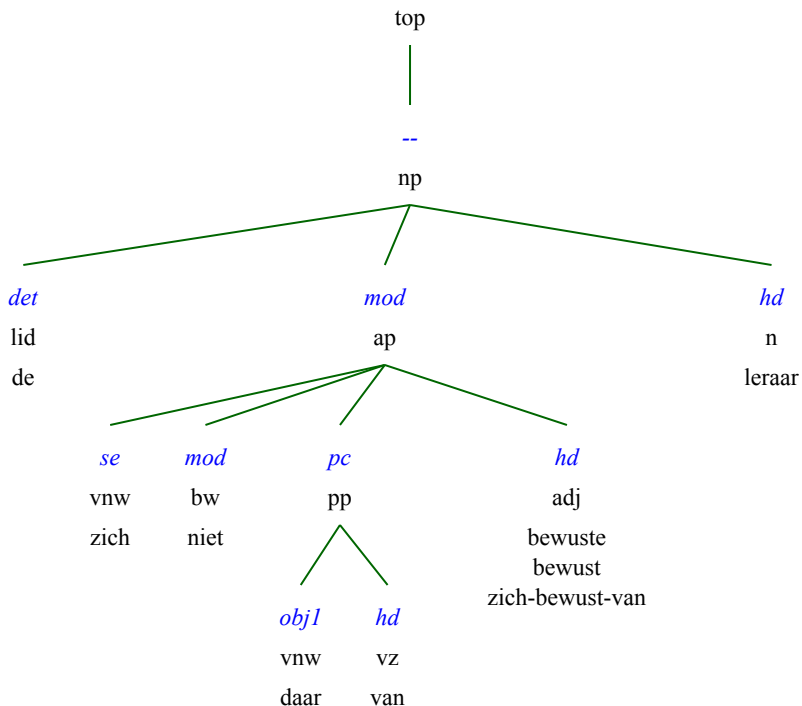 top
--
np
det mod hd
lid ap n
de leraar
se mod pc hd
vnw bw pp adj
zich niet bewuste
bewust
zich-bewust-van
obj1 hd
vnw vz
daar van